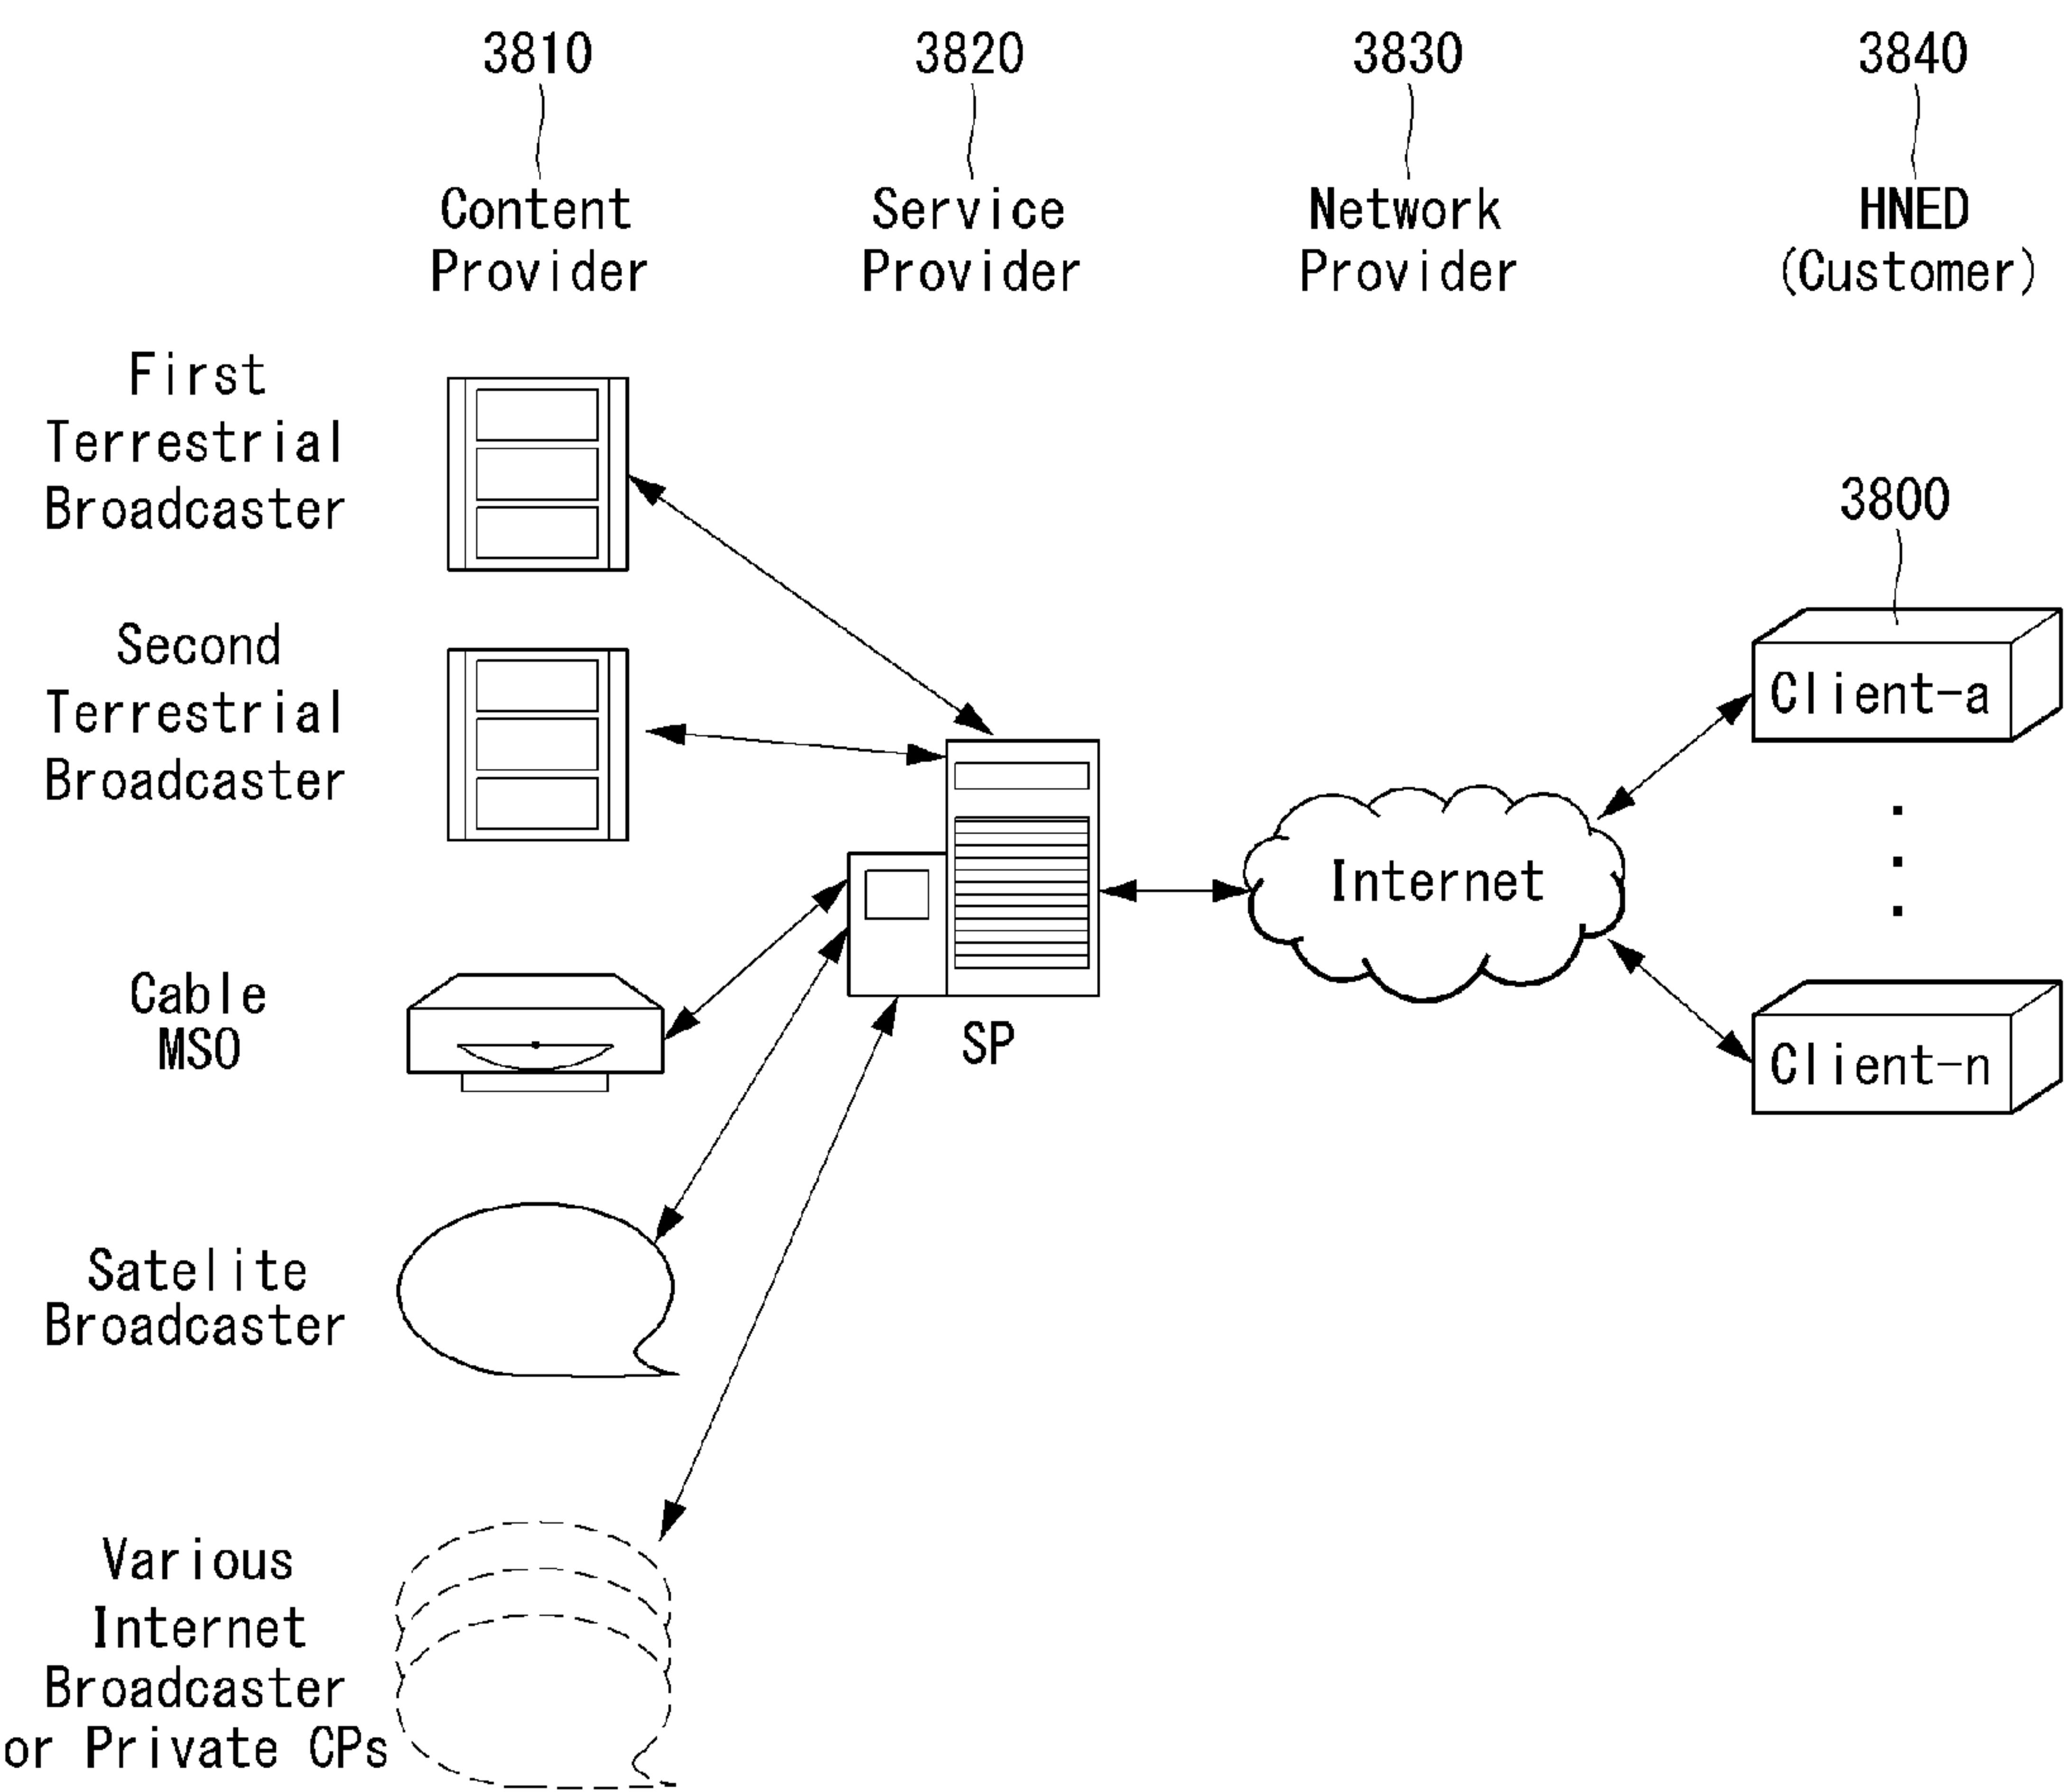 3810
3820
3830
3840
Content
Provider
Service
Provider
Network
Provider
HNED
(Customer)
First
Terrestrial
Broadcaster
3800
Second
Terrestrial
Broadcaster
Client-a
Internet
Cable
MSO
SP
Client-n
Satelite
Broadcaster
Various
Internet
Broadcaster
or Private CPs